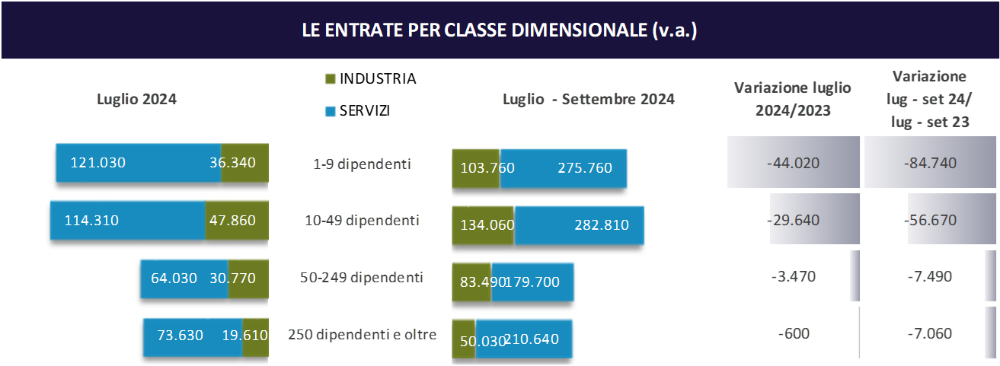 LE ENTRATE PER CLASSE DIMENSIONALE (v.a.)
Luglio 2024
INDUSTRIA
SERVIZI
Luglio - Settembre 2024
Variazione luglio
2024/2023
Variazione
lug - set 24/
lug - set 23
121.030 36.340 1-9 dipendenti 103.760 275.760 -44.020 -84.740
114.310 47.860 10-49 dipendenti 134.060 282.810 -29.640 -56.670
64.030 30.770 50-249 dipendenti 83.490 179.700 -3.470 -7.490
73.630 19.610 250 dipendenti e oltre 50.030 210.640 -600 -7.060